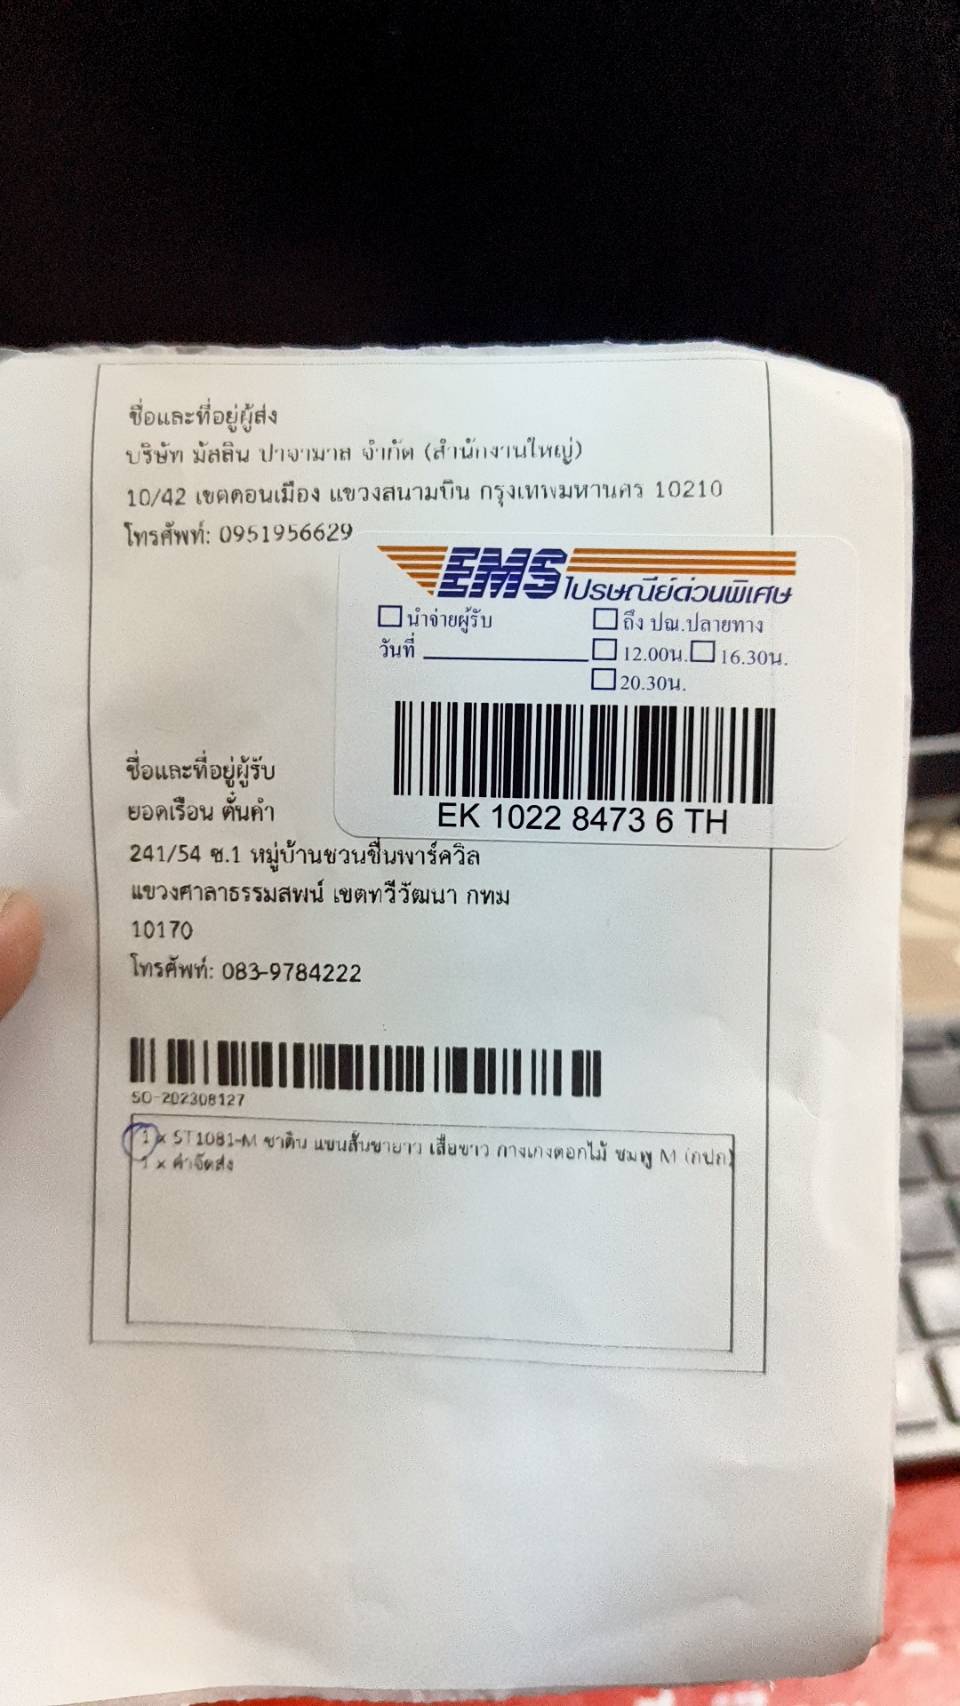 ชื่อและที่อยู่ผู้ส่ง
บริษัท มัสลิน ปาจามาส จำกัด (สำนักงานใหญ่)
10/42 เขตดอนเมือง แขวงสนามบิน กรุงเทพมหานคร 10210
โทรศัพท์: 0951956629
EMS ไปรษณีย์ด่วนพิเศษ
นำจ่ายผู้รับ ถึง ปณ.ปลายทาง
วันที่ 12.00น. 16.30น.
20.30น.
EK 1022 8473 6 TH
ชื่อและที่อยู่ผู้รับ
ยอดเรือน ตั๋นคำ
241/54 ซ.1 หมู่บ้านชวนชื่นพาร์ควิล
แขวงศาลาธรรมสพน์ เขตทวีวัฒนา กทม
10170
โทรศัพท์: 083-9784222
SO-202308127
1 x ST1081-M ซาติน แขนสั้นขายาว เสื้อขาว กางเกงดอกไม้ ชมพู M (กปก)
1 x ค่าจัดส่ง